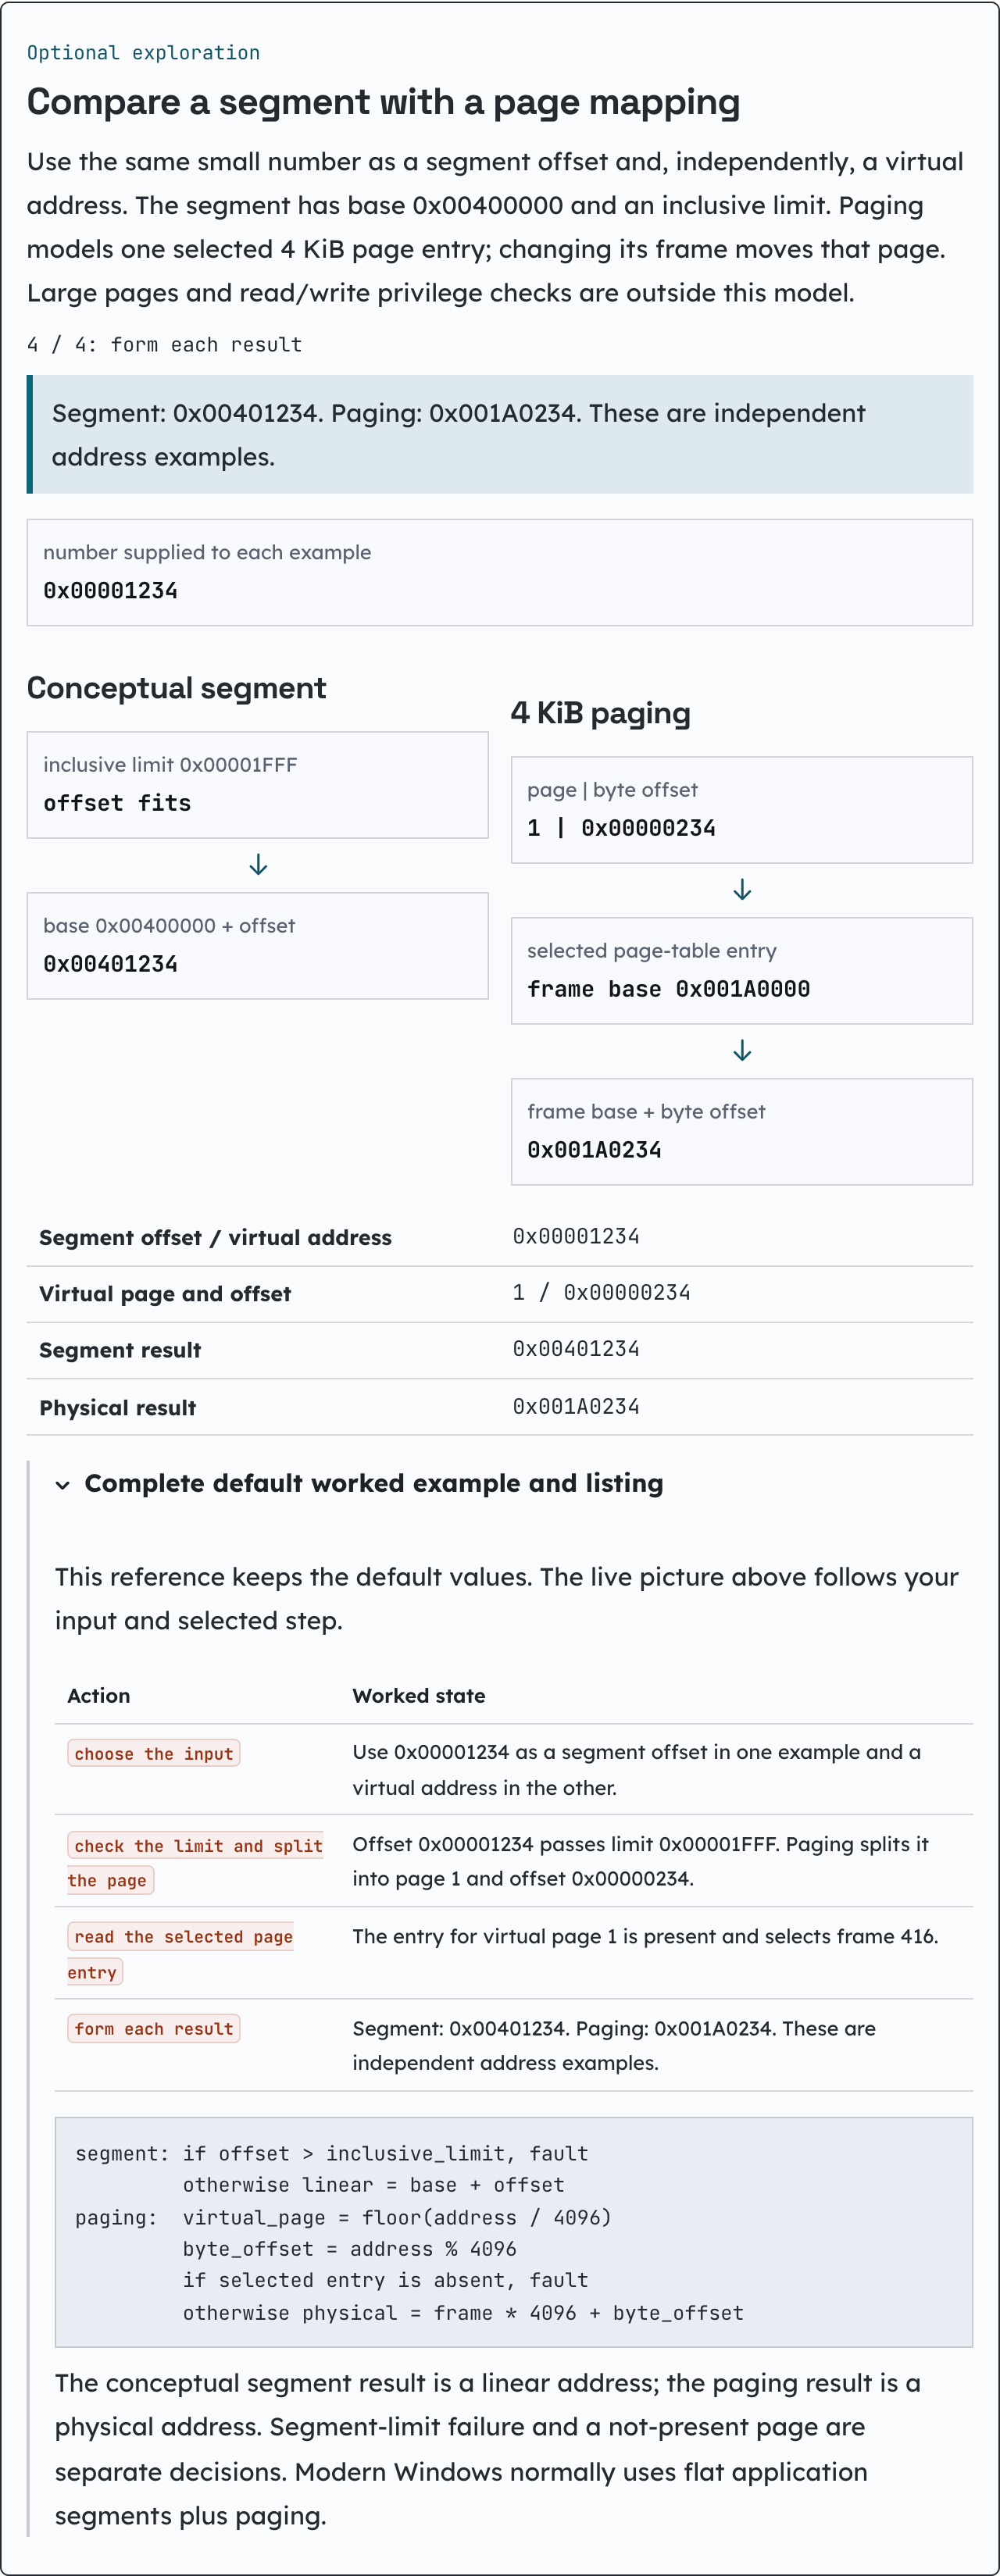 Optional exploration
Compare a segment with a page mapping
Use the same small number as a segment offset and, independently, a virtual
address. The segment has base 0x00400000 and an inclusive limit. Paging
models one selected 4 KiB page entry; changing its frame moves that page.
Large pages and read/write privilege checks are outside this model.
4 / 4: form each result
Segment: 0x00401234. Paging: 0x001A0234. These are independent
address examples.
number supplied to each example
0x00001234
Conceptual segment
inclusive limit 0x00001FFF
offset fits
↓
base 0x00400000 + offset
0x00401234
4 KiB paging
page | byte offset
1 | 0x00000234
↓
selected page-table entry
frame base 0x001A0000
↓
frame base + byte offset
0x001A0234
Segment offset / virtual address 0x00001234
Virtual page and offset 1 / 0x00000234
Segment result 0x00401234
Physical result 0x001A0234
Complete default worked example and listing
This reference keeps the default values. The live picture above follows your
input and selected step.
Action Worked state
choose the input Use 0x00001234 as a segment offset in one example and a
virtual address in the other.
check the limit and split Offset 0x00001234 passes limit 0x00001FFF. Paging splits it
the page into page 1 and offset 0x00000234.
read the selected page The entry for virtual page 1 is present and selects frame 416.
entry
form each result Segment: 0x00401234. Paging: 0x001A0234. These are
independent address examples.
segment: if offset > inclusive_limit, fault
otherwise linear = base + offset
paging: virtual_page = floor(address / 4096)
byte_offset = address % 4096
if selected entry is absent, fault
otherwise physical = frame * 4096 + byte_offset
The conceptual segment result is a linear address; the paging result is a
physical address. Segment-limit failure and a not-present page are
separate decisions. Modern Windows normally uses flat application
segments plus paging.